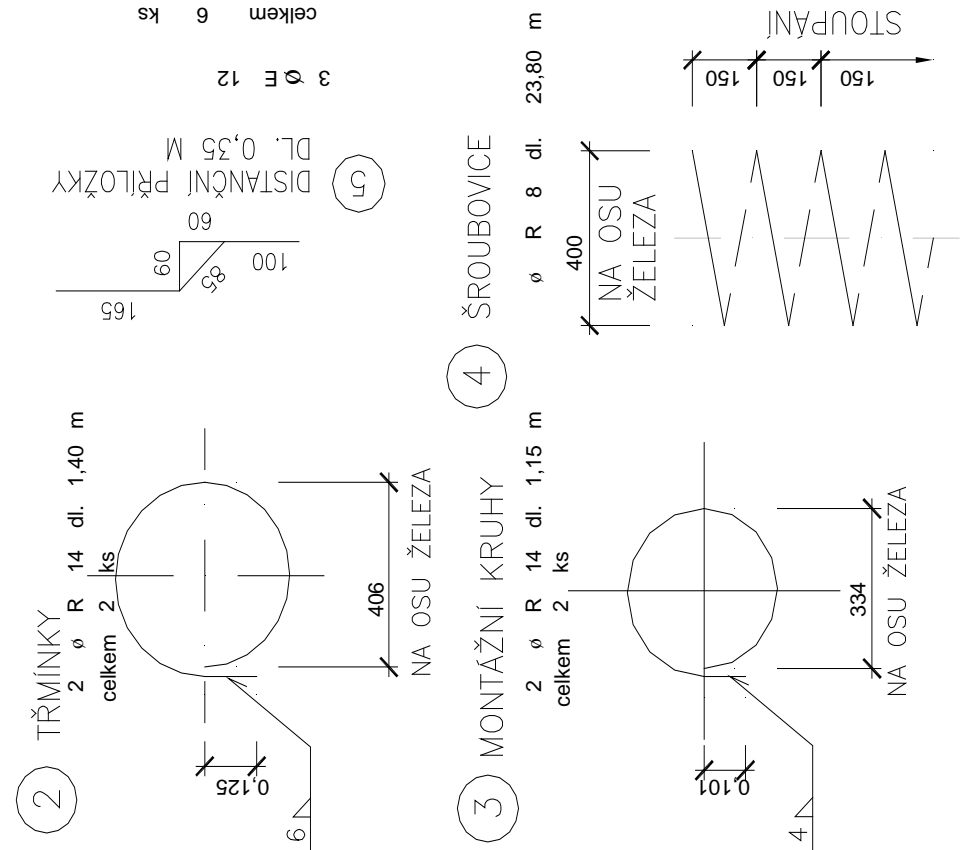 2
TŘMÍNKY
2 ø R 14 dl. 1,40 m
celkem 2 ks
406
NA OSU ŽELEZA
0,125
6
3
MONTÁŽNÍ KRUHY
2 ø R 14 dl. 1,15 m
celkem 2 ks
334
NA OSU ŽELEZA
0,101
4
4
ŠROUBOVICE
ø R 8 dl. 23,80 m
400
NA OSU
ŽELEZA
150
150
150
STOUPÁNÍ
5
DISTANČNÍ PŘÍLOŽKY
DL. 0,35 M
3 Ø E 12
celkem 6 ks
165
60
60
85
100